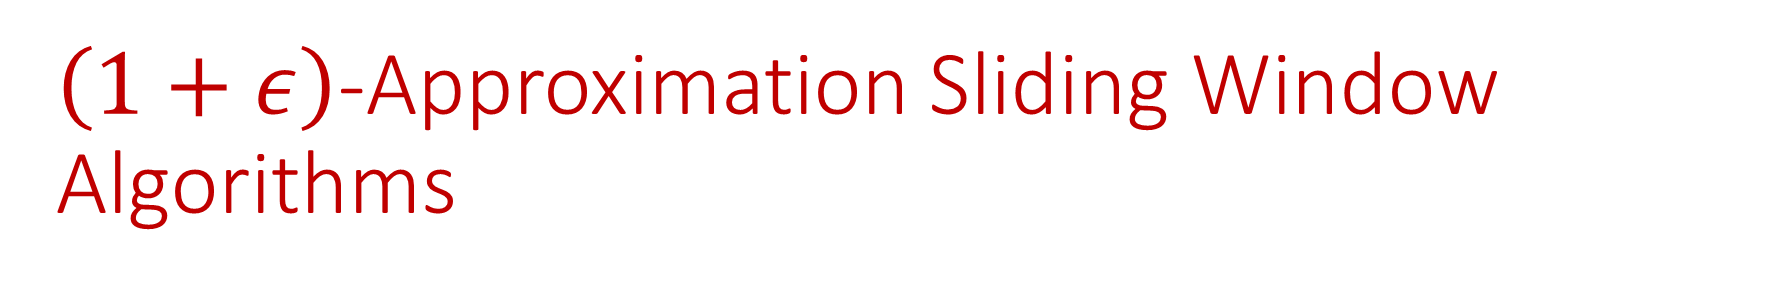 (1 + ϵ)-Approximation Sliding Window
Algorithms